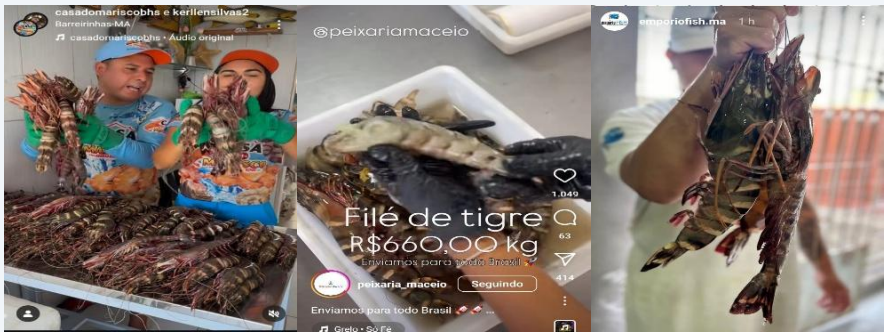 casadomariscobhs e kerilensilvas2
Barreirinhas-MA
casadomariscobhs • Áudio original
@peixariamaceio
1.049
Filé de tigre
R$660,00 kg
63
Enviamos para todo Brasil
414
peixaria_maceio
Seguindo
Enviamos para todo Brasil
...
Grelo • Só Fé
emporiofish.ma
1 h